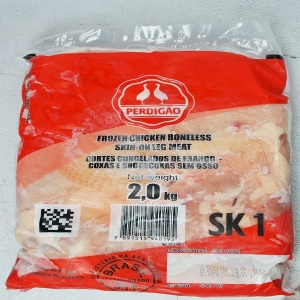 PERDIGÃO
FROZEN CHICKEN BONELESS
SKIN-ON LEG MEAT
CORTES CONGELADOS DE FRANGO -
COXAS E SOBRECOXAS SEM OSSO
Net weight
2,0 kg
SK 1
BRASIL